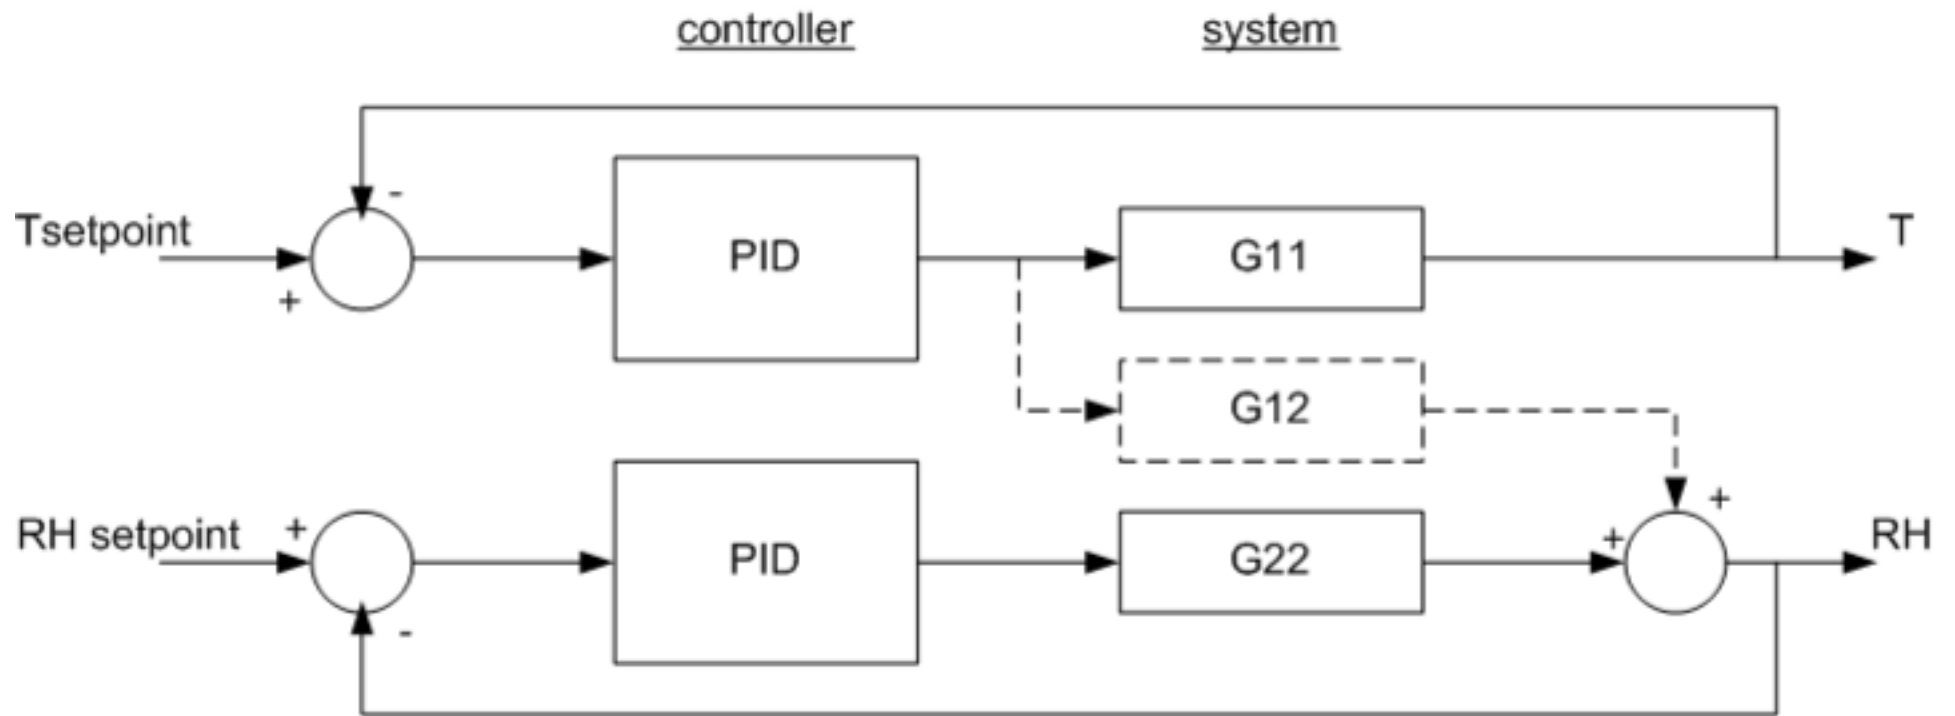 controller system
-
Tsetpoint
+
PID
G11
T
G12
RH setpoint
+
-
PID
G22
+
+
RH